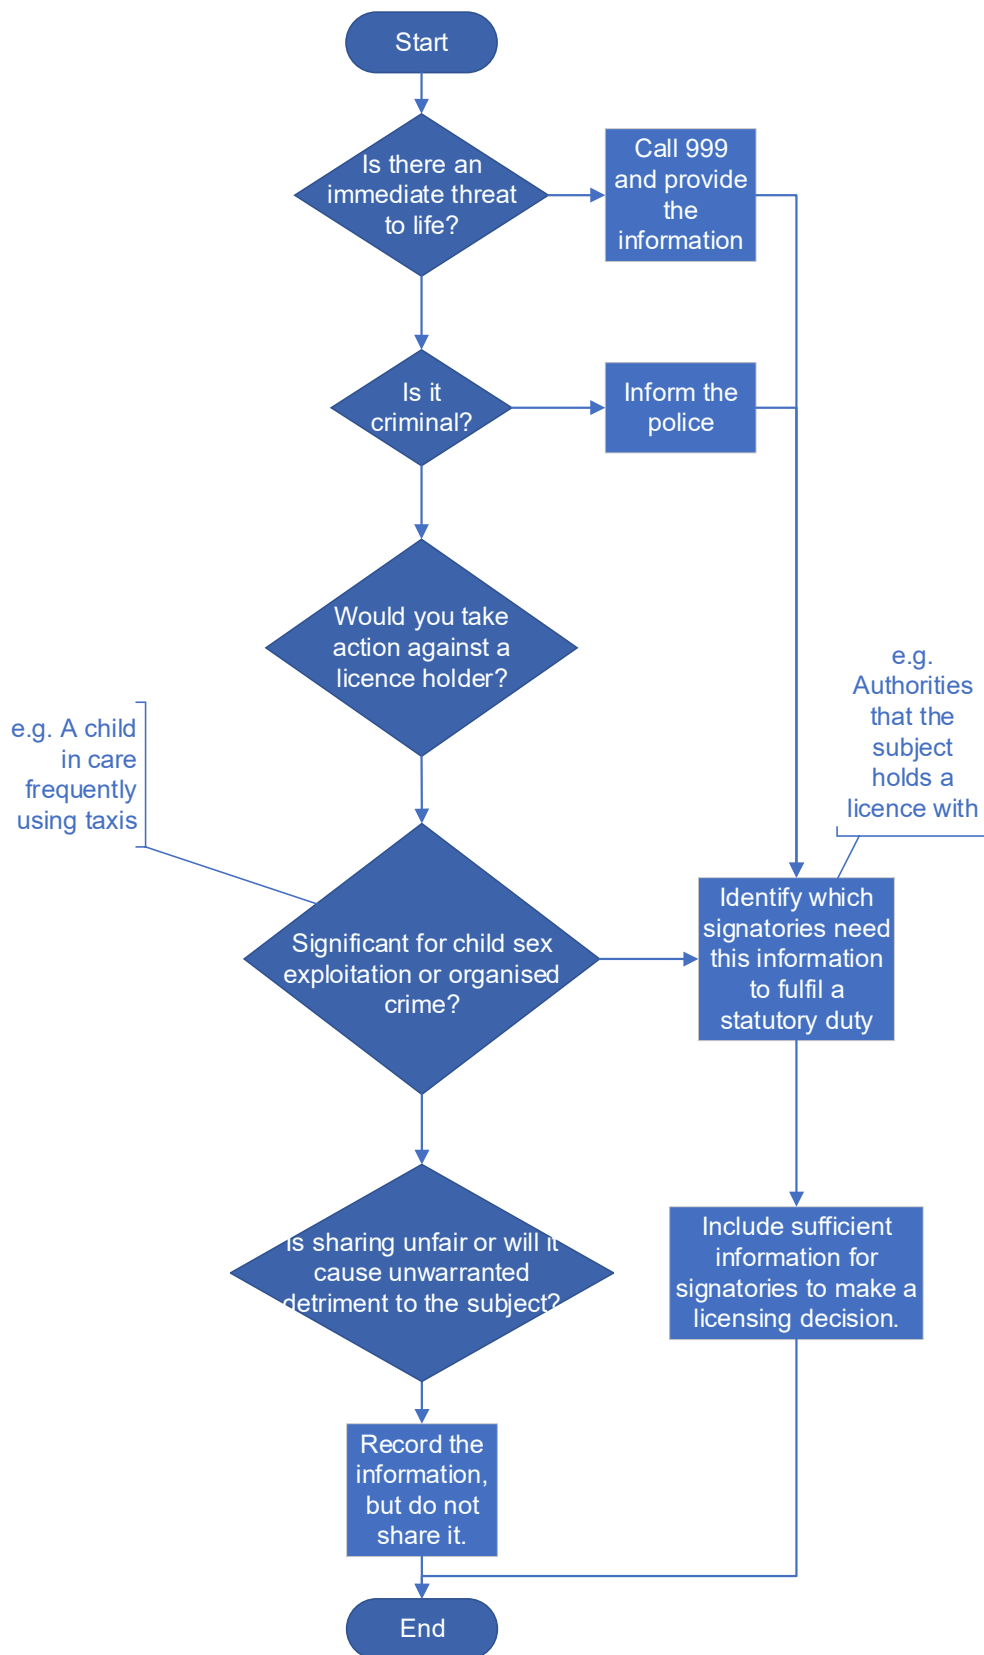 Start
Is there an
immediate threat
to life?
Call 999
and provide
the
information
Is it
criminal?
Inform the
police
Would you take
action against a
licence holder?
e.g.
Authorities
that the
subject
holds a
licence with
e.g. A child
in care
frequently
using taxis
Significant for child sex
exploitation or organised
crime?
Identify which
signatories need
this information
to fulfil a
statutory duty
Is sharing unfair or will it
cause unwarranted
detriment to the subject?
Include sufficient
information for
signatories to make a
licensing decision.
Record the
information,
but do not
share it.
End